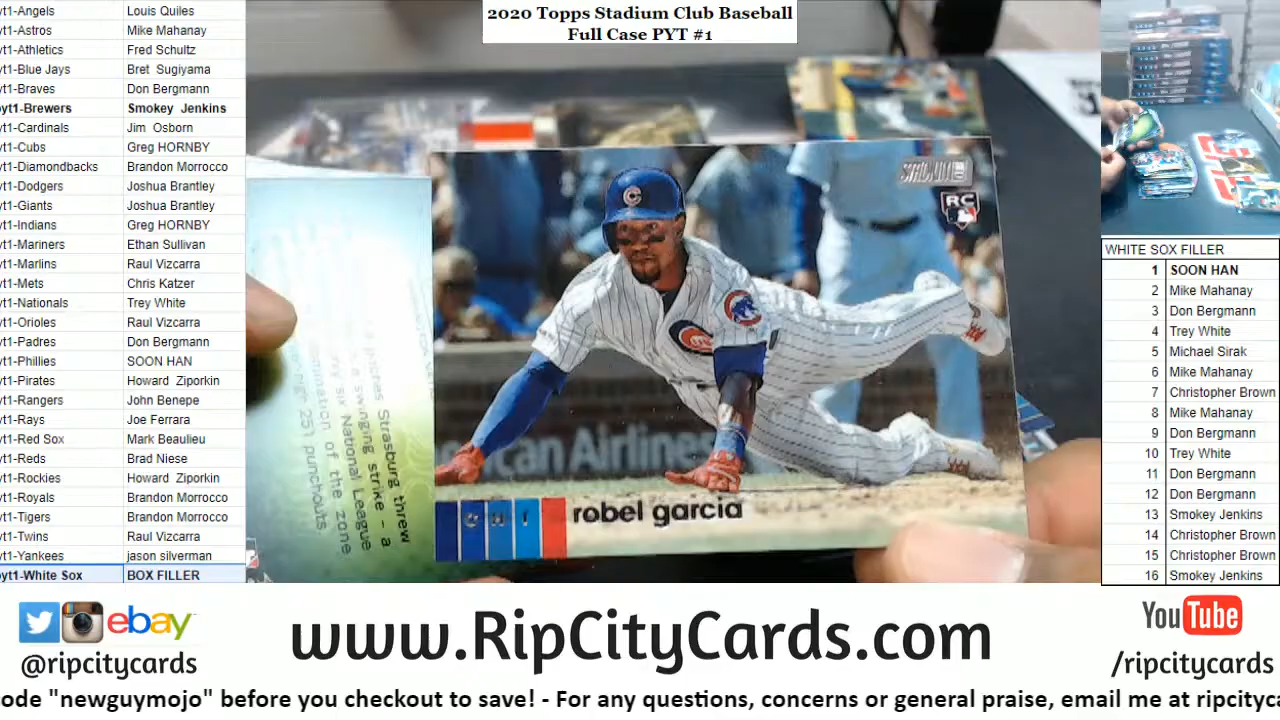 2020 Topps Stadium Club Baseball
Full Case PYT #1
yt1-Angels Louis Quiles
yt1-Astros Mike Mahanay
yt1-Athletics Fred Schultz
yt1-Blue Jays Bret Sugiyama
yt1-Braves Don Bergmann
yt1-Brewers Smokey Jenkins
yt1-Cardinals Jim Osborn
yt1-Cubs Greg HORNBY
yt1-Diamondbacks Brandon Morrocco
yt1-Dodgers Joshua Brantley
yt1-Giants Joshua Brantley
yt1-Indians Greg HORNBY
yt1-Mariners Ethan Sullivan
yt1-Marlins Raul Vizcarra
yt1-Mets Chris Katzer
yt1-Nationals Trey White
yt1-Orioles Raul Vizcarra
yt1-Padres Don Bergmann
yt1-Phillies SOON HAN
yt1-Pirates Howard Ziporkin
yt1-Rangers John Benepe
yt1-Rays Joe Ferrara
yt1-Red Sox Mark Beaulieu
yt1-Reds Brad Niese
yt1-Rockies Howard Ziporkin
yt1-Royals Brandon Morrocco
yt1-Tigers Brandon Morrocco
yt1-Twins Raul Vizcarra
yt1-Yankees jason silverman
yt1-White Sox BOX FILLER
STADIUM
RC
C
Strasburg threw
a swinging strike – a
six National League
of the zone
251 punchouts.
can Airlines
CHI
robel garcia
WHITE SOX FILLER
1 SOON HAN
2 Mike Mahanay
3 Don Bergmann
4 Trey White
5 Michael Sirak
6 Mike Mahanay
7 Christopher Brown
8 Mike Mahanay
9 Don Bergmann
10 Trey White
11 Don Bergmann
12 Don Bergmann
13 Smokey Jenkins
14 Christopher Brown
15 Christopher Brown
16 Smokey Jenkins
ebay
@ripcitycards
www.RipCityCards.com
YouTube
/ripcitycards
ode "newguymojo" before you checkout to save! - For any questions, concerns or general praise, email me at ripcityca